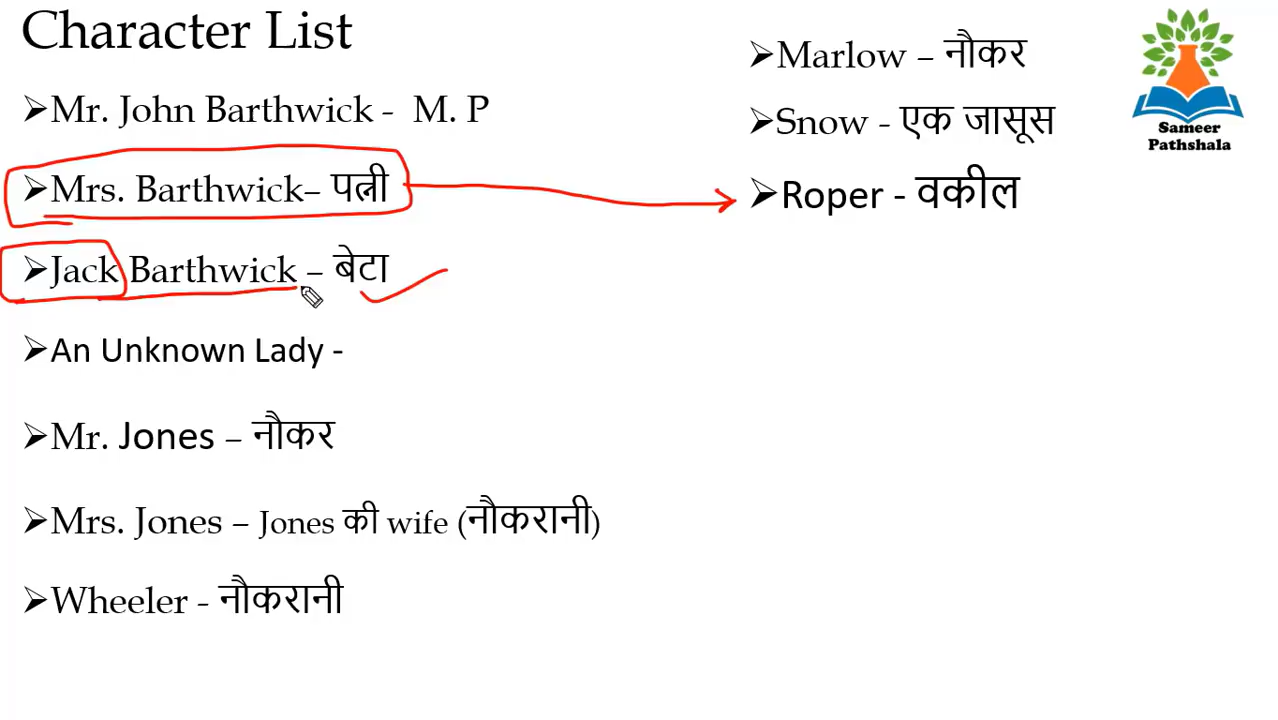 Character List
➢Mr. John Barthwick - M. P
➢Mrs. Barthwick– पत्नी
➢Jack Barthwick – बेटा
➢An Unknown Lady -
➢Mr. Jones – नौकर
➢Mrs. Jones – Jones की wife (नौकरानी)
➢Wheeler - नौकरानी
➢Marlow – नौकर
➢Snow - एक जासूस
➢Roper - वकील
Sameer
Pathshala